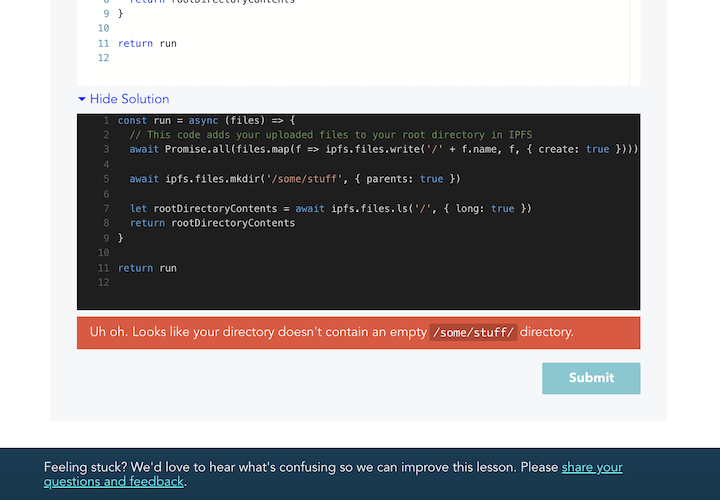 return rootDirectoryContents
9 }
10
11 return run
12
Hide Solution
1 const run = async (files) => {
2 // This code adds your uploaded files to your root directory in IPFS
3 await Promise.all(files.map(f => ipfs.files.write('/' + f.name, f, { create: true })))
4
5 await ipfs.files.mkdir('/some/stuff', { parents: true })
6
7 let rootDirectoryContents = await ipfs.files.ls('/', { long: true })
8 return rootDirectoryContents
9 }
10
11 return run
12
Uh oh. Looks like your directory doesn't contain an empty /some/stuff/ directory.
Submit
Feeling stuck? We'd love to hear what's confusing so we can improve this lesson. Please share your
questions and feedback.